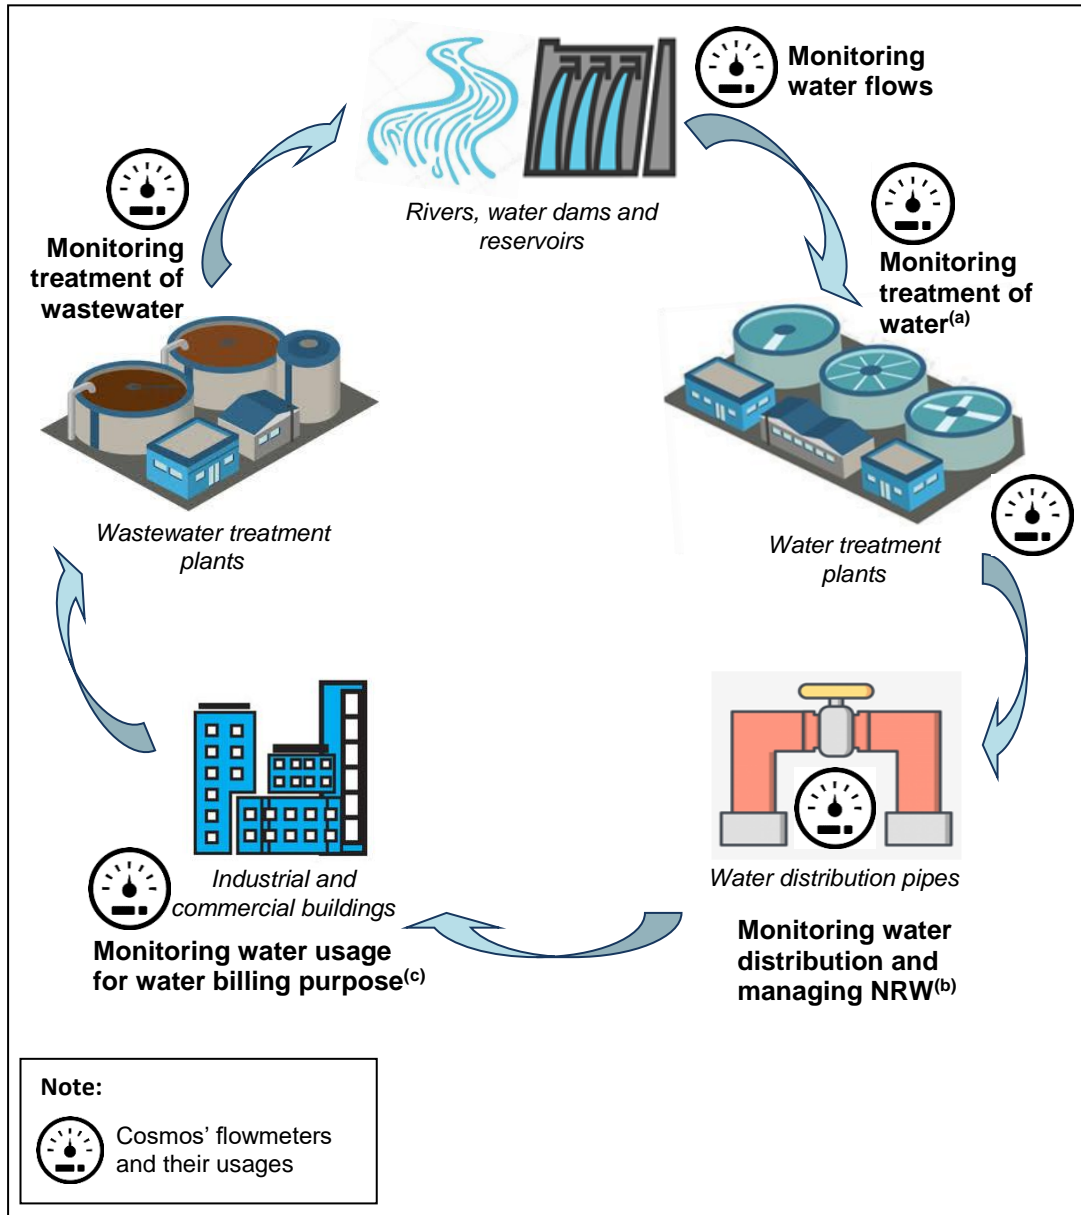 Monitoring
water flows
Rivers, water dams and
reservoirs
Monitoring
treatment of
wastewater
Monitoring
treatment of
water(a)
Wastewater treatment
plants
Water treatment
plants
Industrial and
commercial buildings
Water distribution pipes
Monitoring water usage
for water billing purpose(c)
Monitoring water
distribution and
managing NRW(b)
Note:
Cosmos’ flowmeters
and their usages